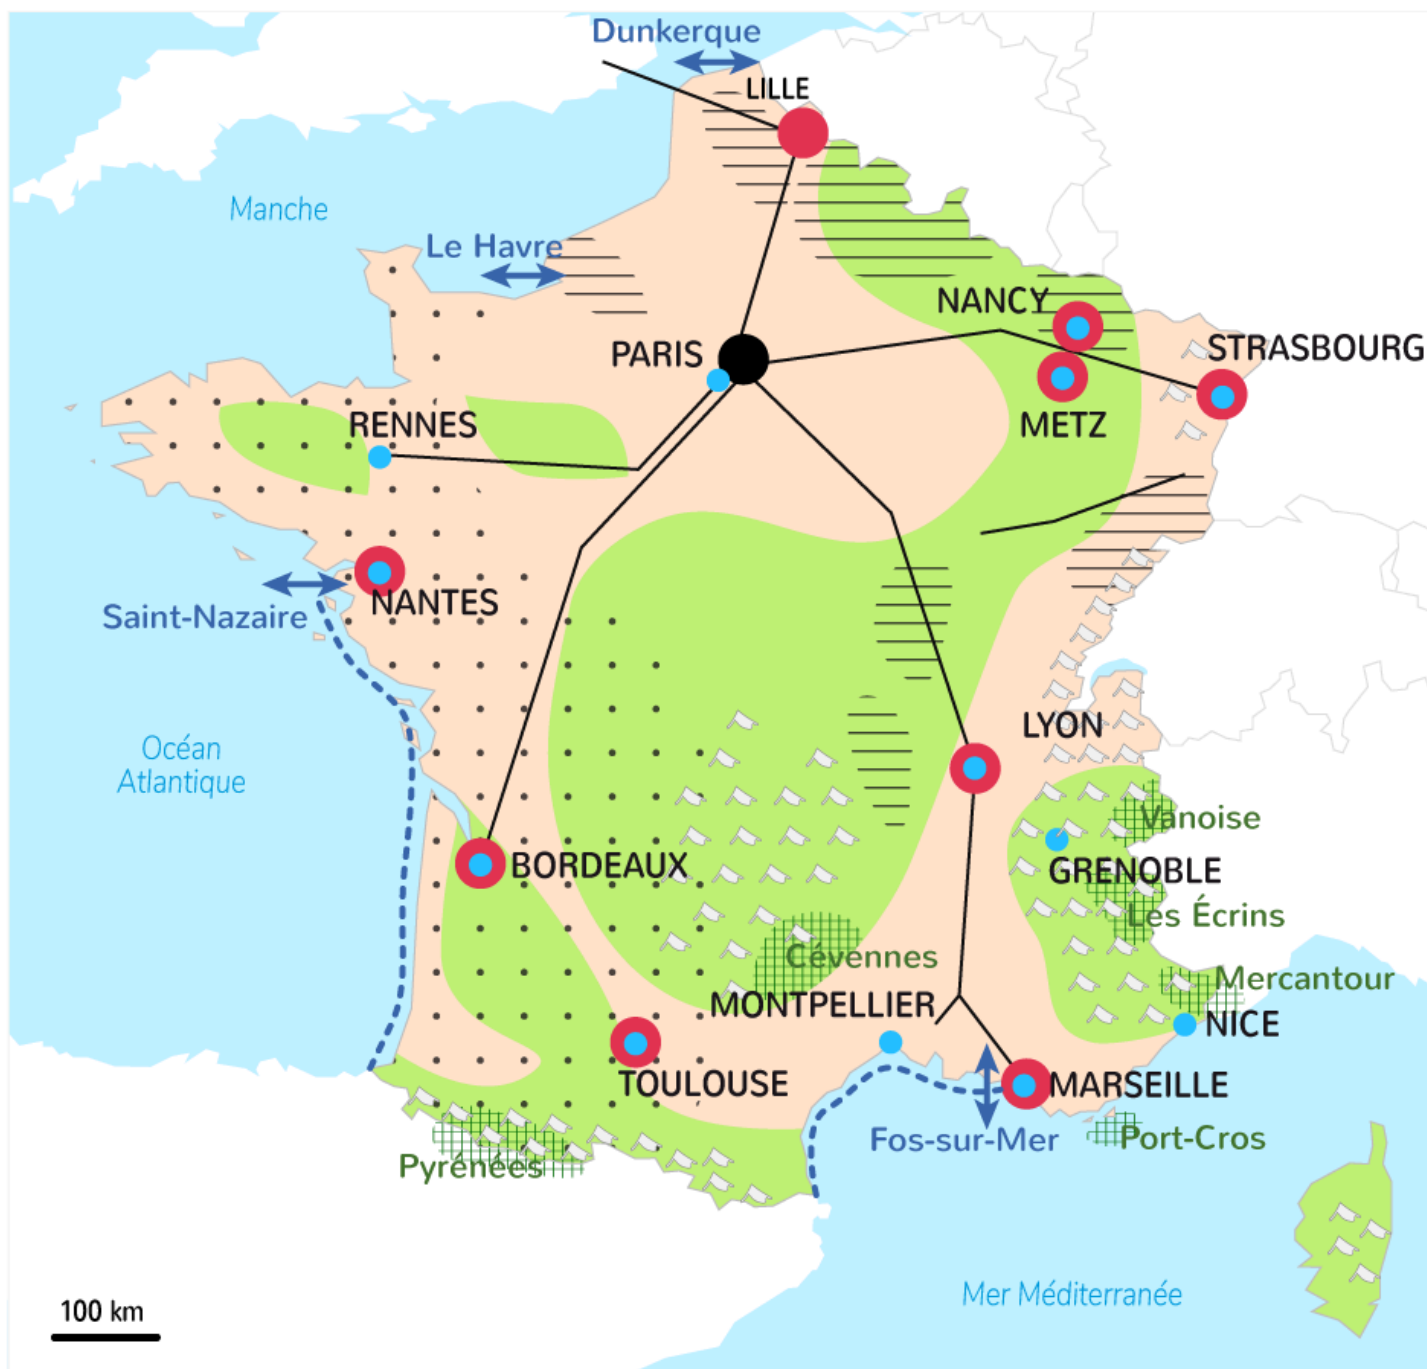 Dunkerque
LILLE
Manche
Le Havre
NANCY
PARIS
STRASBOURG
RENNES
METZ
NANTES
Saint-Nazaire
LYON
Océan
Atlantique
Vanoise
BORDEAUX
GRENOBLE
Les Écrins
Cévennes
Mercantour
MONTPELLIER
NICE
TOULOUSE
MARSEILLE
Fos-sur-Mer
Port-Cros
Pyrénées
Mer Méditerranée
100 km